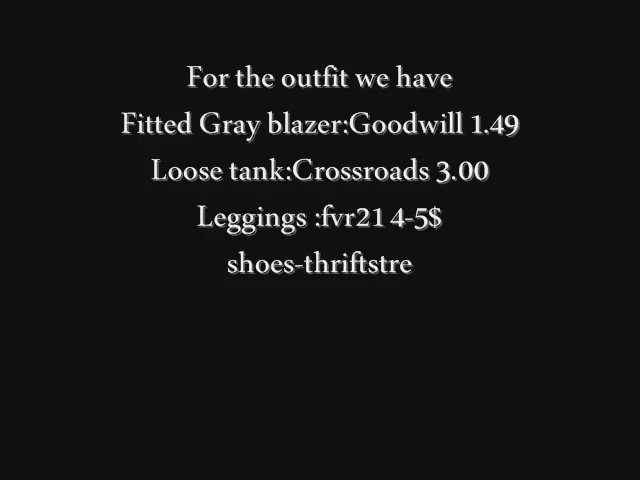 For the outfit we have
Fitted Gray blazer:Goodwill 1.49
Loose tank:Crossroads 3.00
Leggings :fvr21 4-5$
shoes-thriftstre